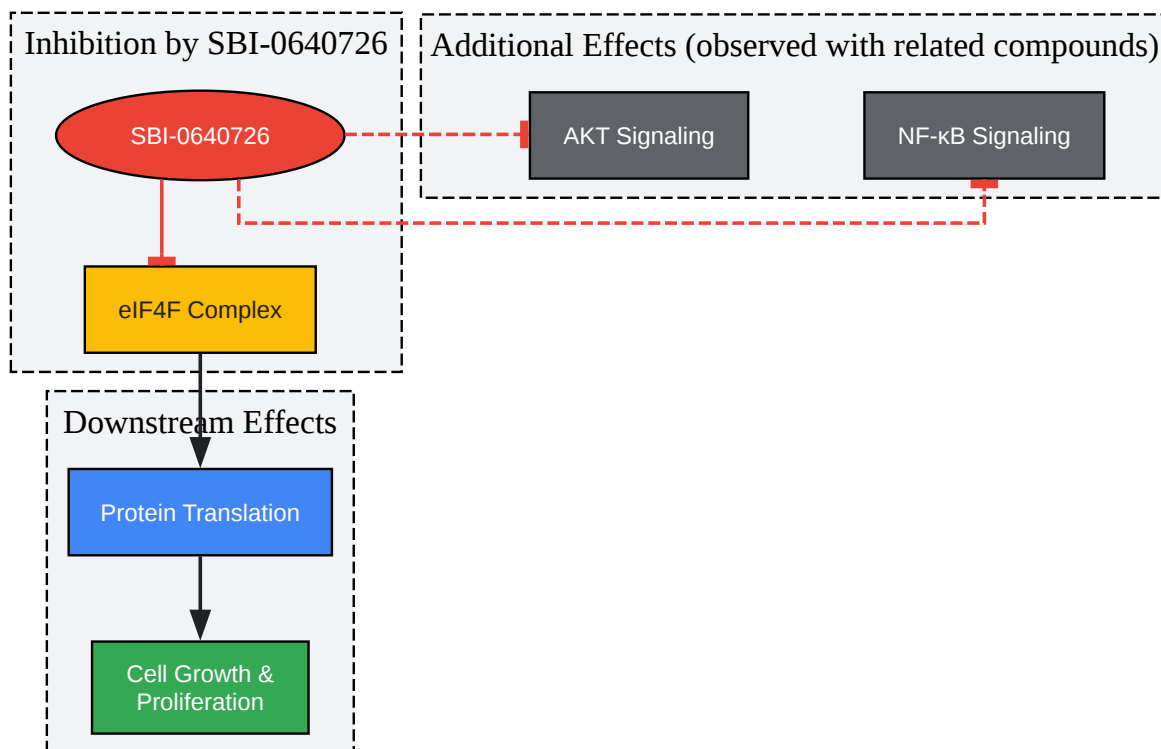 Inhibition by SBI-0640726
Additional Effects (observed with related compounds)
SBI-0640726
AKT Signaling
NF-κB Signaling
eIF4F Complex
Downstream Effects
Protein Translation
Cell Growth &
Proliferation